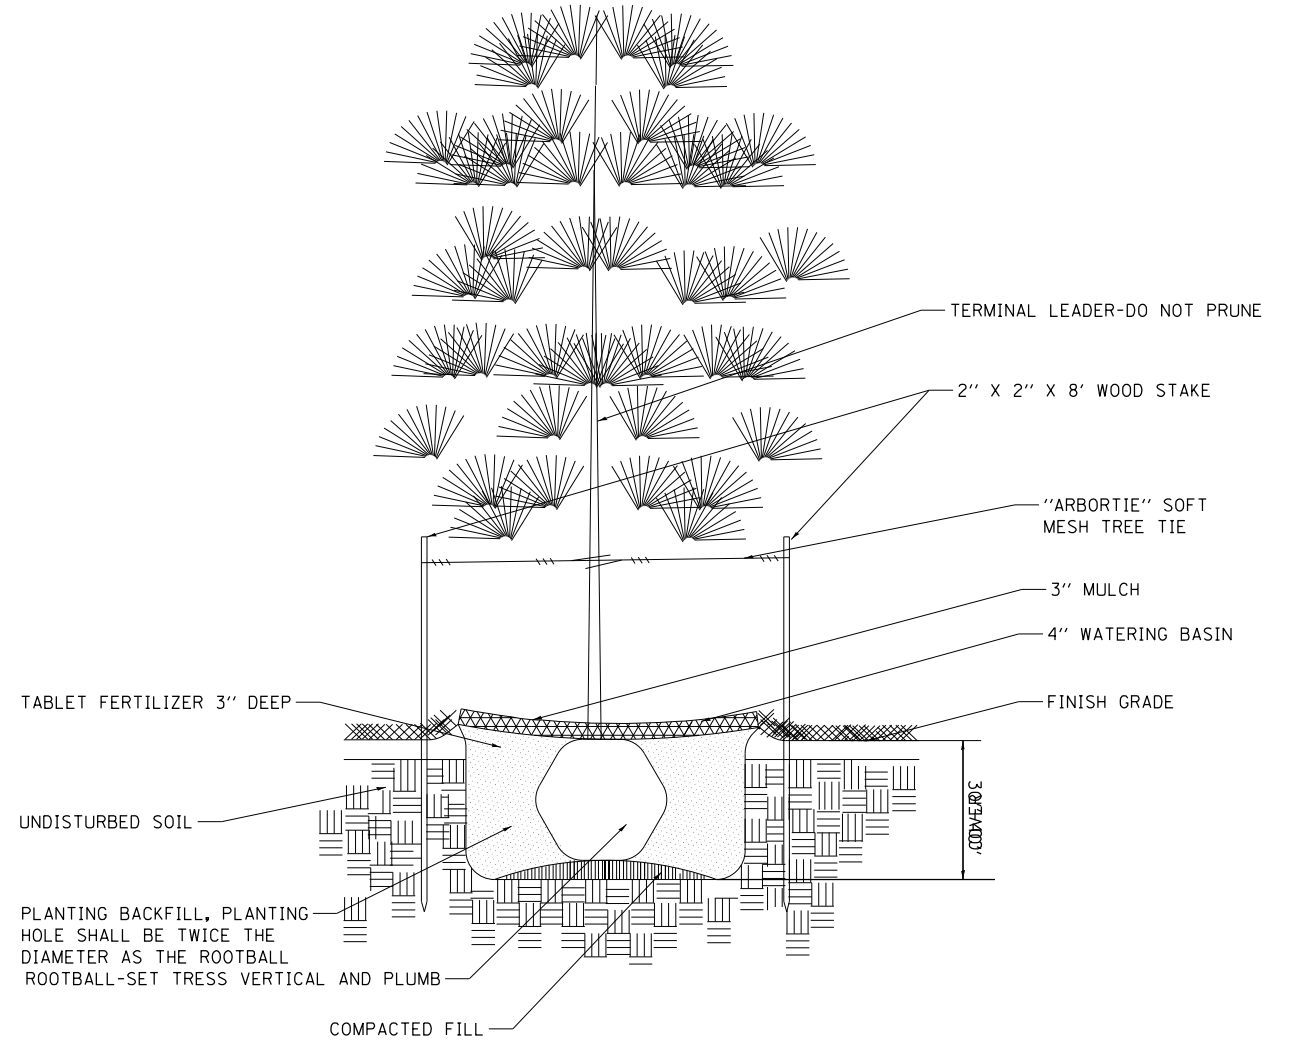 TERMINAL LEADER-DO NOT PRUNE
2" X 2" X 8' WOOD STAKE
"ARBORTIE" SOFT
MESH TREE TIE
3" MULCH
4" WATERING BASIN
TABLET FERTILIZER 3" DEEP
FINISH GRADE
UNDISTURBED SOIL
PLANTING BACKFILL, PLANTING
HOLE SHALL BE TWICE THE
DIAMETER AS THE ROOTBALL
ROOTBALL-SET TRESS VERTICAL AND PLUMB
COMPACTED FILL